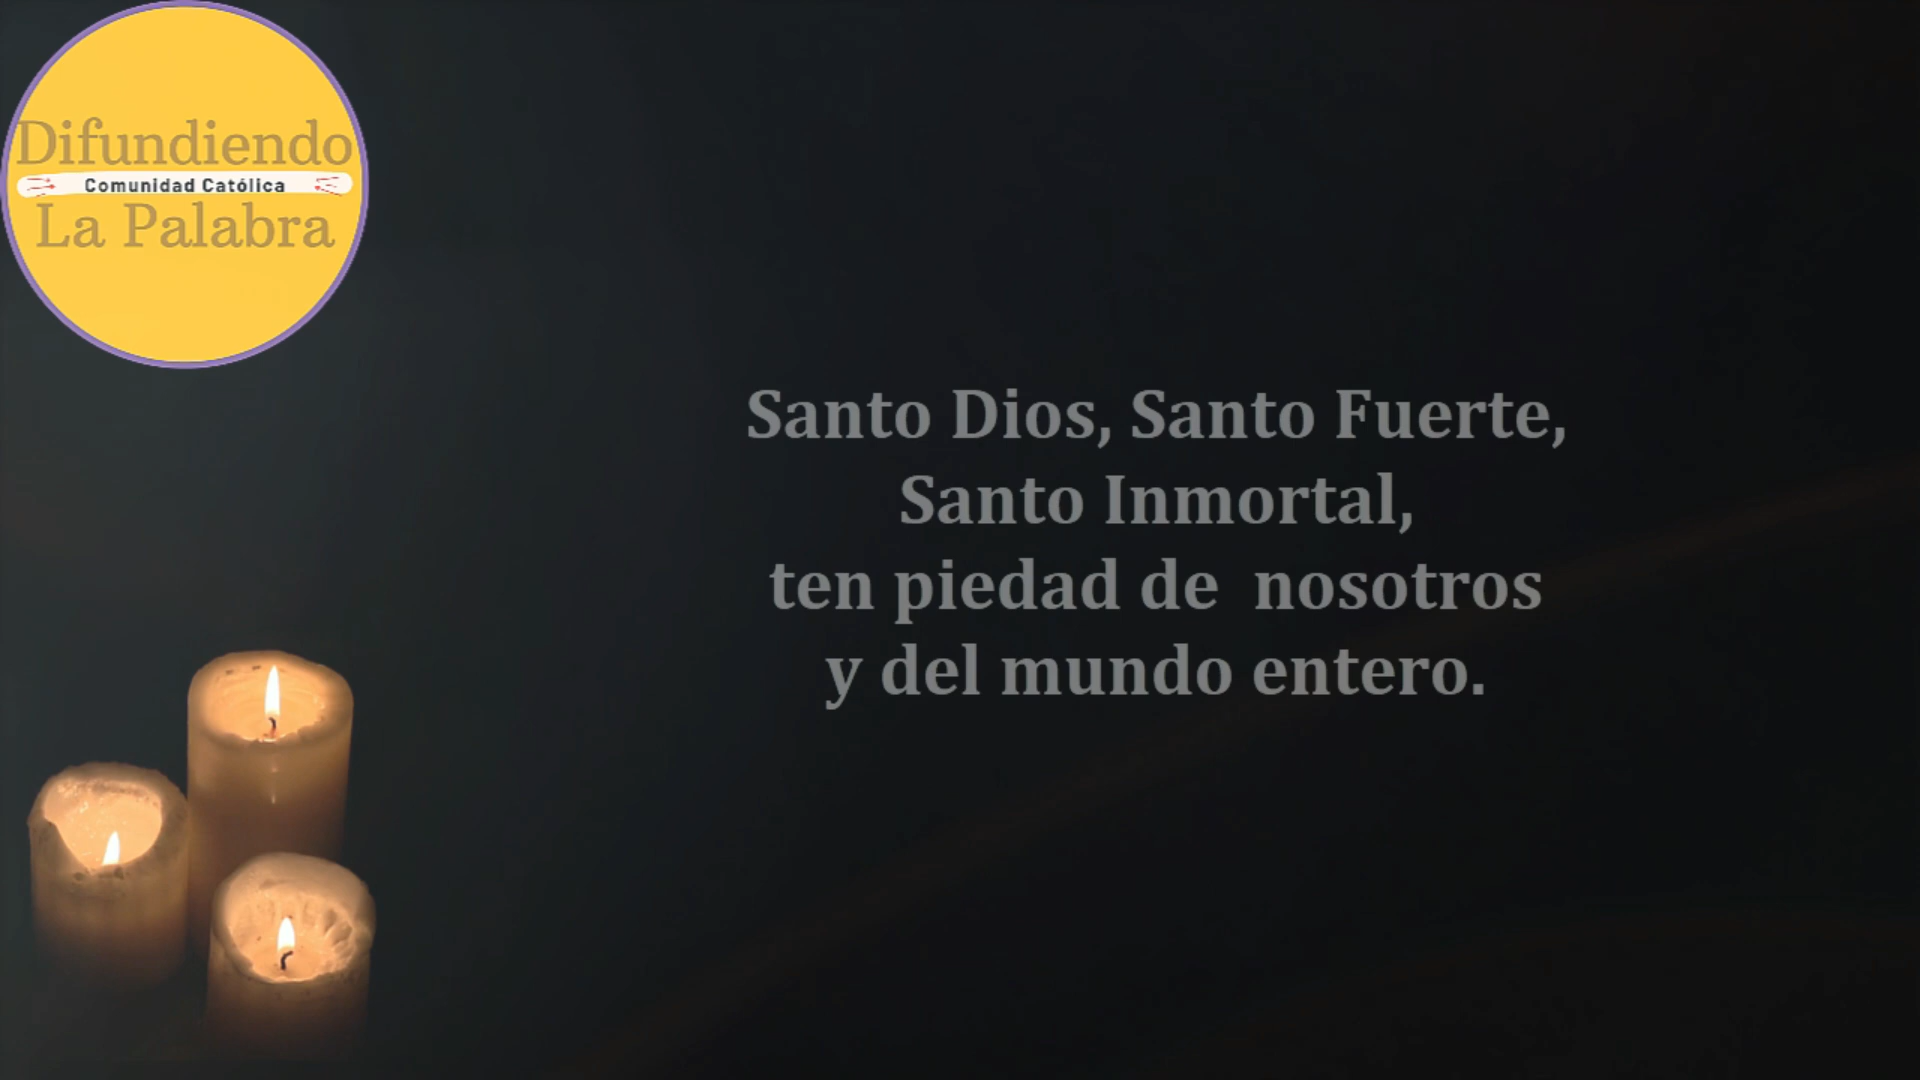 Difundiendo
Comunidad Católica
La Palabra
Santo Dios, Santo Fuerte,
Santo Inmortal,
ten piedad de  nosotros
y del mundo entero.